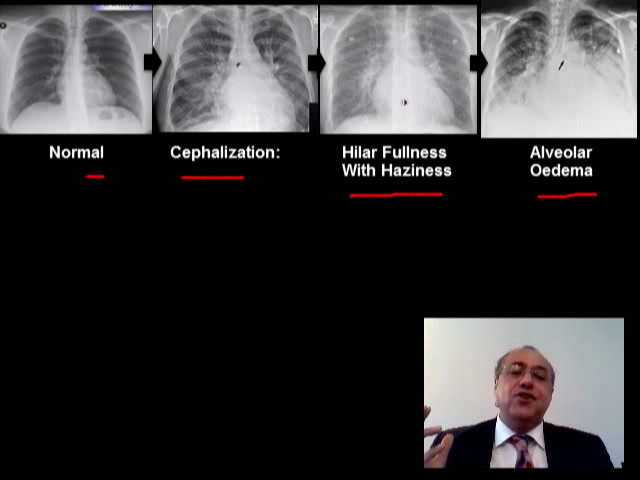 Normal
Cephalization:
Hilar Fullness
With Haziness
Alveolar
Oedema